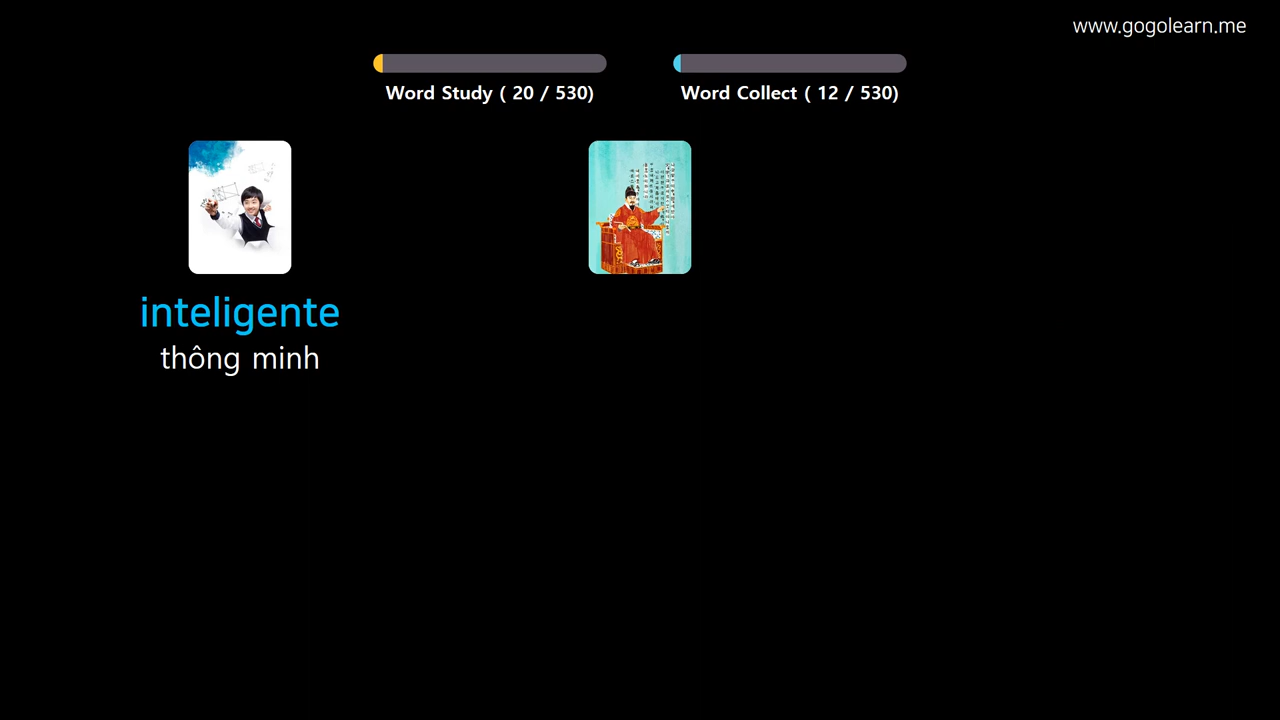 www.gogolearn.me
Word Study ( 20 / 530)
Word Collect ( 12 / 530)
inteligente
thông minh